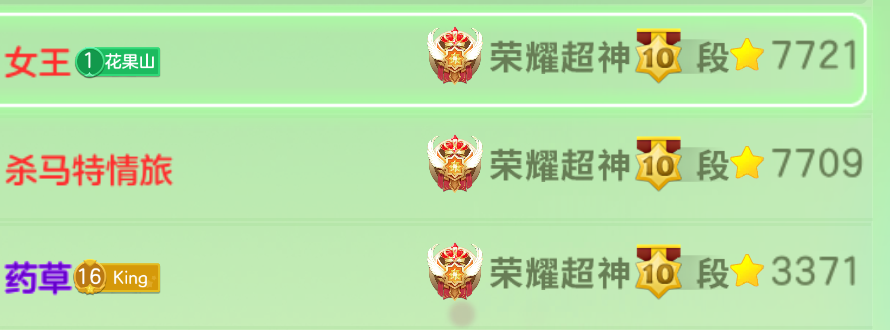 女王 1 花果山 荣耀超神 10 段 7721
杀马特情旅 荣耀超神 10 段 7709
药草 16 King 荣耀超神 10 段 3371